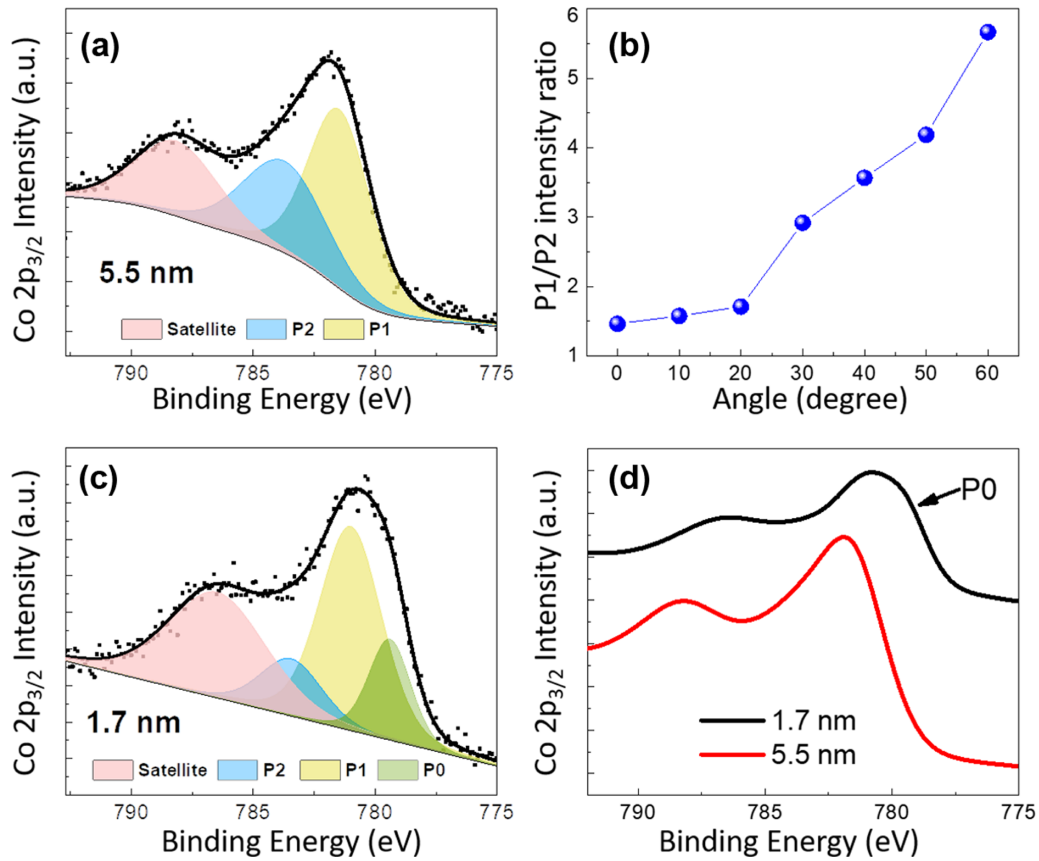 (a)
Co 2p3/2 Intensity (a.u.)
5.5 nm
Satellite P2 P1
790 785 780 775
Binding Energy (eV)
(b)
P1/P2 intensity ratio
6
5
4
3
2
1
0 10 20 30 40 50 60
Angle (degree)
(c)
Co 2p3/2 Intensity (a.u.)
1.7 nm
Satellite P2 P1 P0
790 785 780 775
Binding Energy (eV)
(d)
Co 2p3/2 Intensity (a.u.)
P0
1.7 nm
5.5 nm
790 785 780 775
Binding Energy (eV)